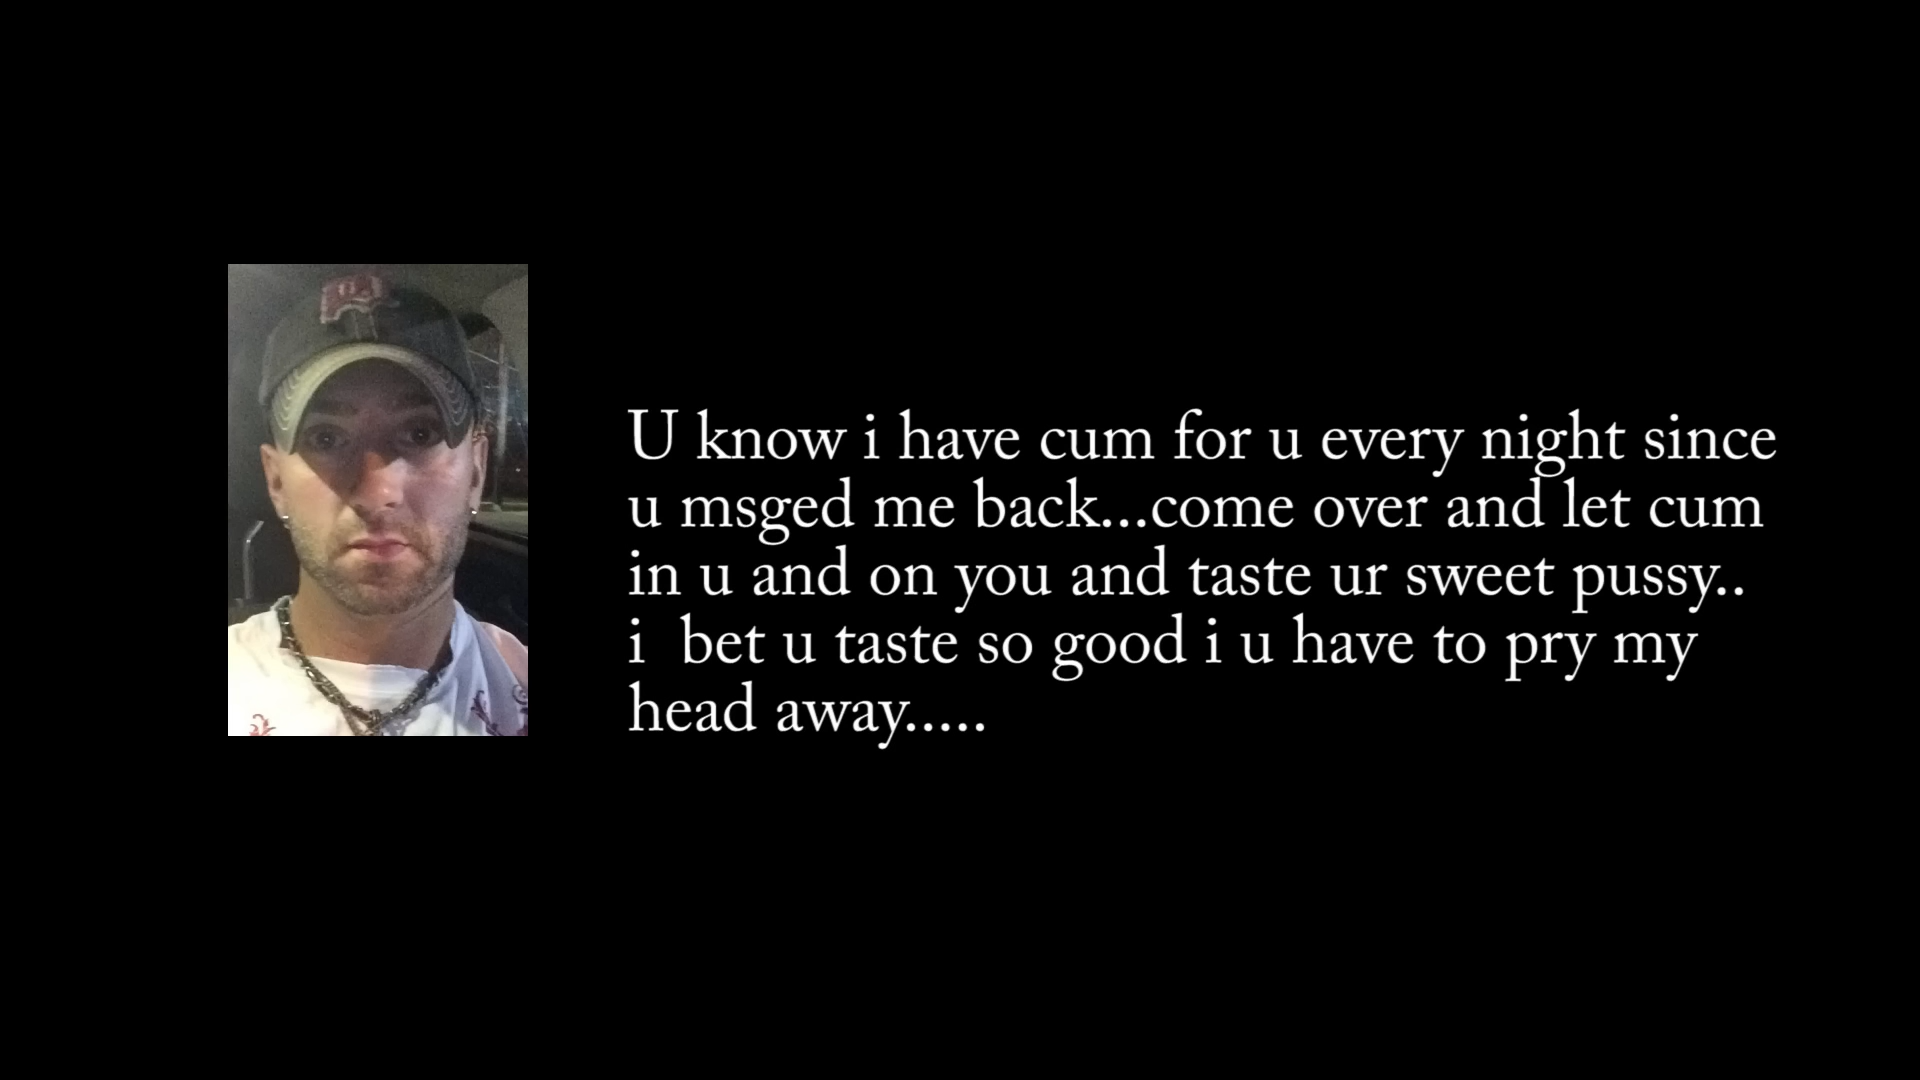 U know i have cum for u every night since
u msged me back...come over and let cum
in u and on you and taste ur sweet pussy..
i  bet u taste so good i u have to pry my
head away.....